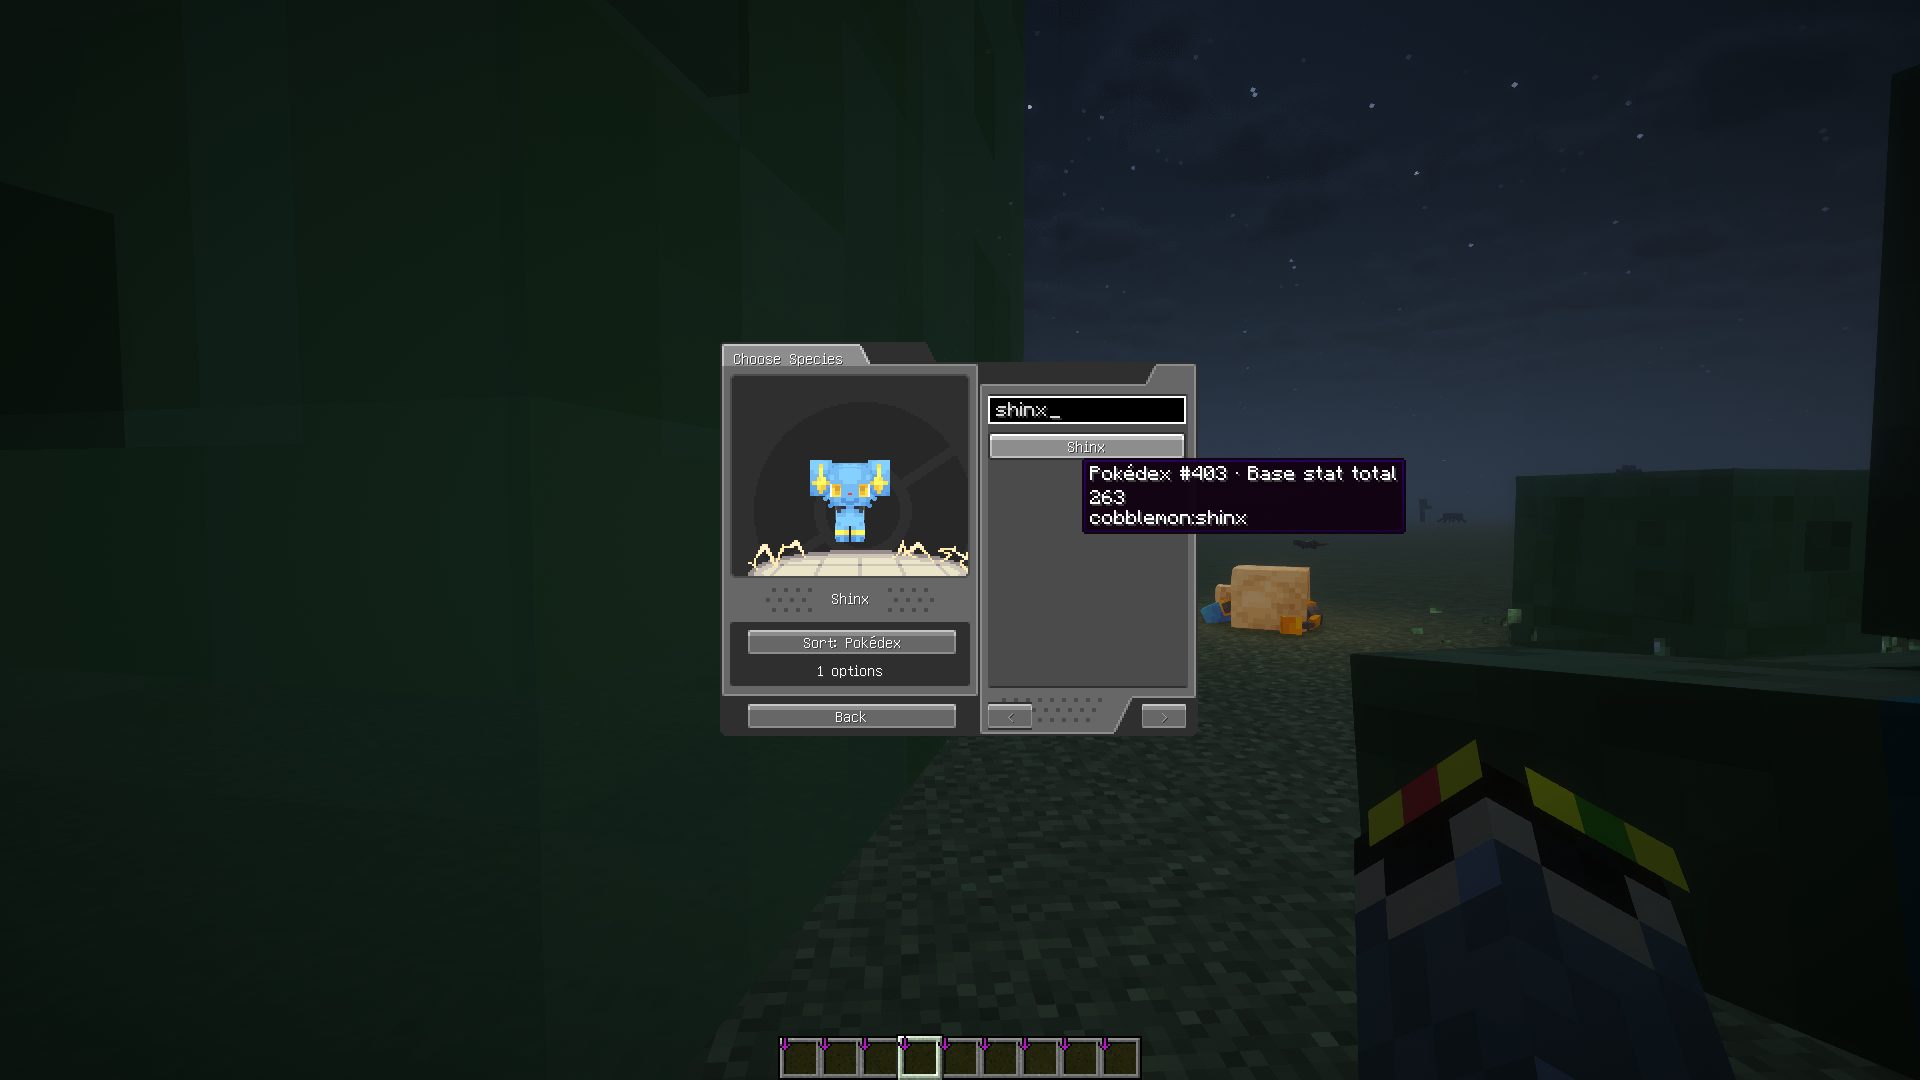 Choose Species
shinx_
Shinx
Pokédex #403 · Base stat total
263
cobblemon:shinx
Shinx
Sort: Pokédex
1 options
Back
<
>